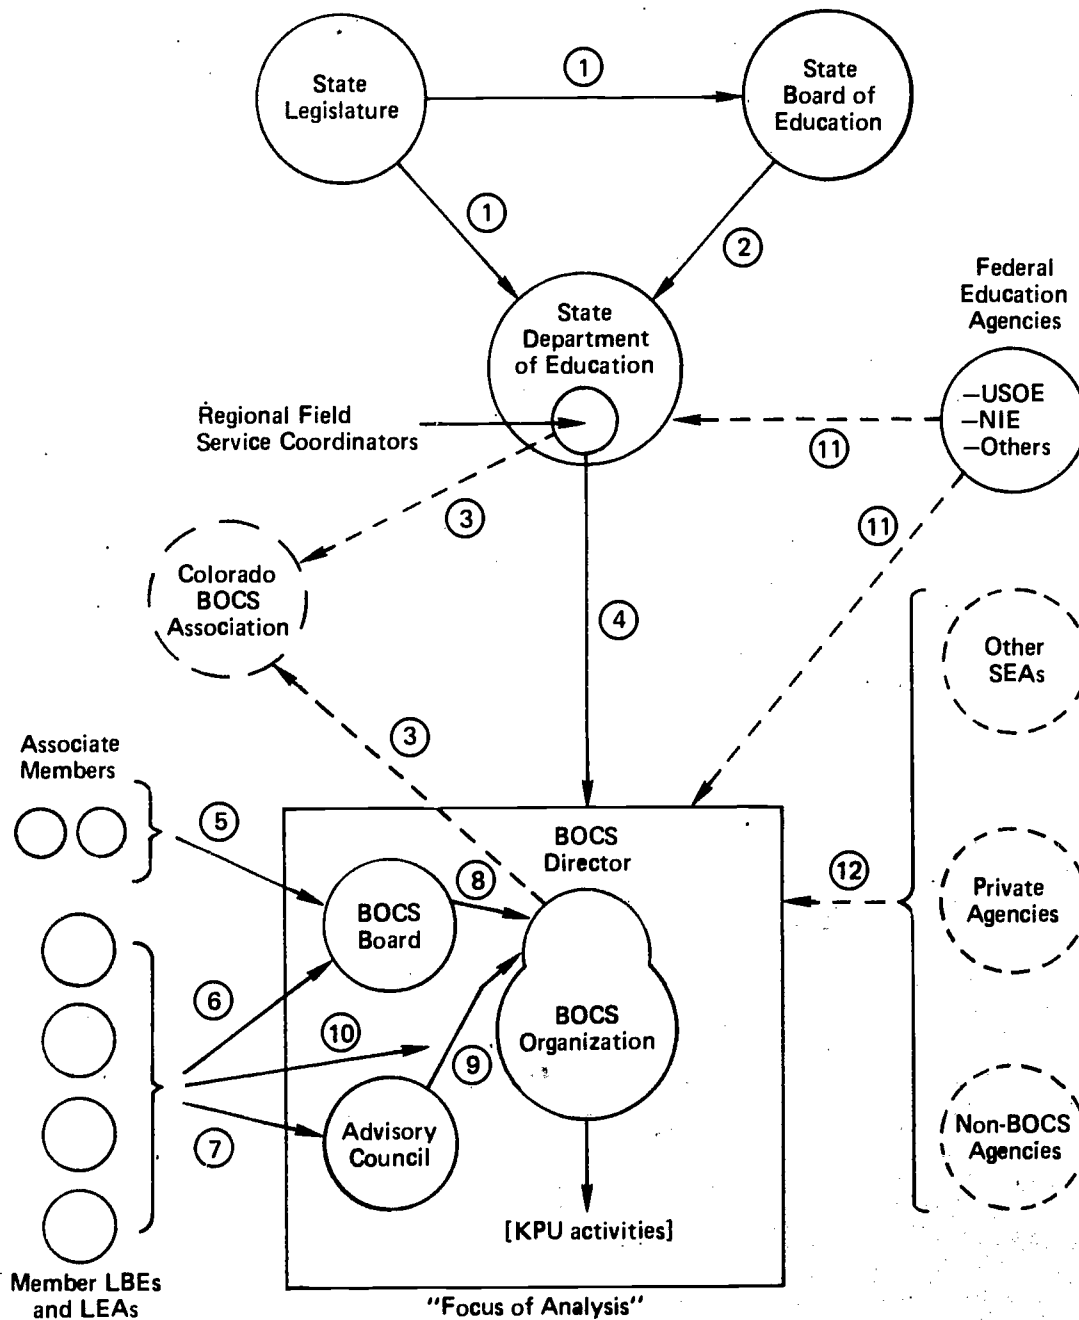 State
Legislature
1
State
Board of
Education
1
2
State
Department
of Education
Federal
Education
Agencies
—USOE
—NIE
—Others
Regional Field
Service Coordinators
11
3
11
Colorado
BOCS
Association
4
Other
SEAs
3
Associate
Members
5
BOCS
Director
8
12
BOCS
Board
Private
Agencies
6
10
9
BOCS
Organization
7
Advisory
Council
Non-BOCS
Agencies
[KPU activities]
Member LBEs
and LEAs
"Focus of Analysis"